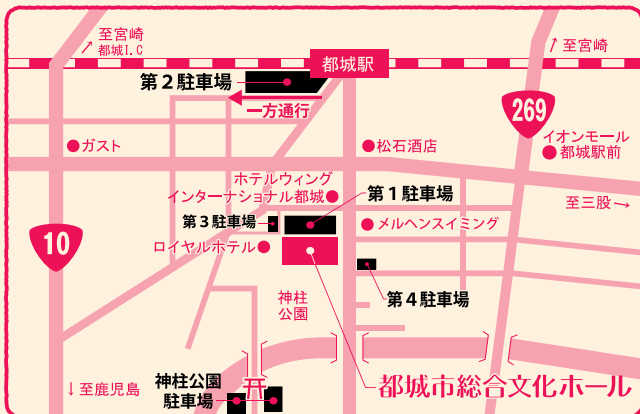 至宮崎
都城I.C
都城駅
至宮崎
第2駐車場
一方通行
269
ガスト
松石酒店
イオンモール
都城駅前
ホテルウィング
インターナショナル都城
第1駐車場
至三股
第3駐車場
メルヘンスイミング
10
ロイヤルホテル
神柱
公園
第4駐車場
至鹿児島
神柱公園
駐車場
都城市総合文化ホール